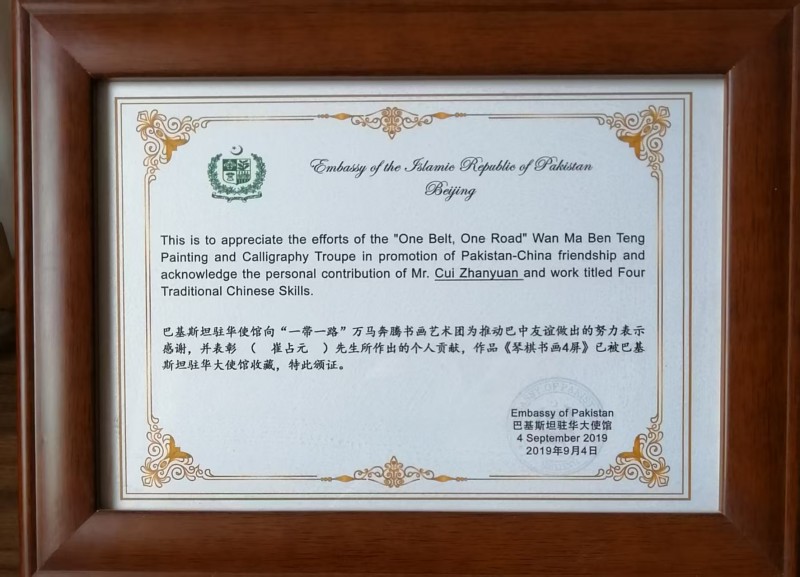 Embassy of the Islamic Republic of Pakistan
Beijing
This is to appreciate the efforts of the "One Belt, One Road" Wan Ma Ben Teng
Painting and Calligraphy Troupe in promotion of Pakistan-China friendship and
acknowledge the personal contribution of Mr. Cui Zhanyuan and work titled Four
Traditional Chinese Skills.
巴基斯坦驻华使馆向“一带一路”万马奔腾书画艺术团为推动巴中友谊做出的努力表示
感谢，并表彰 （ 崔占元 ）先生所作出的个人贡献，作品《琴棋书画4屏》已被巴基
斯坦驻华大使馆收藏，特此颁证。
Embassy of Pakistan
巴基斯坦驻华大使馆
4 September 2019
2019年9月4日